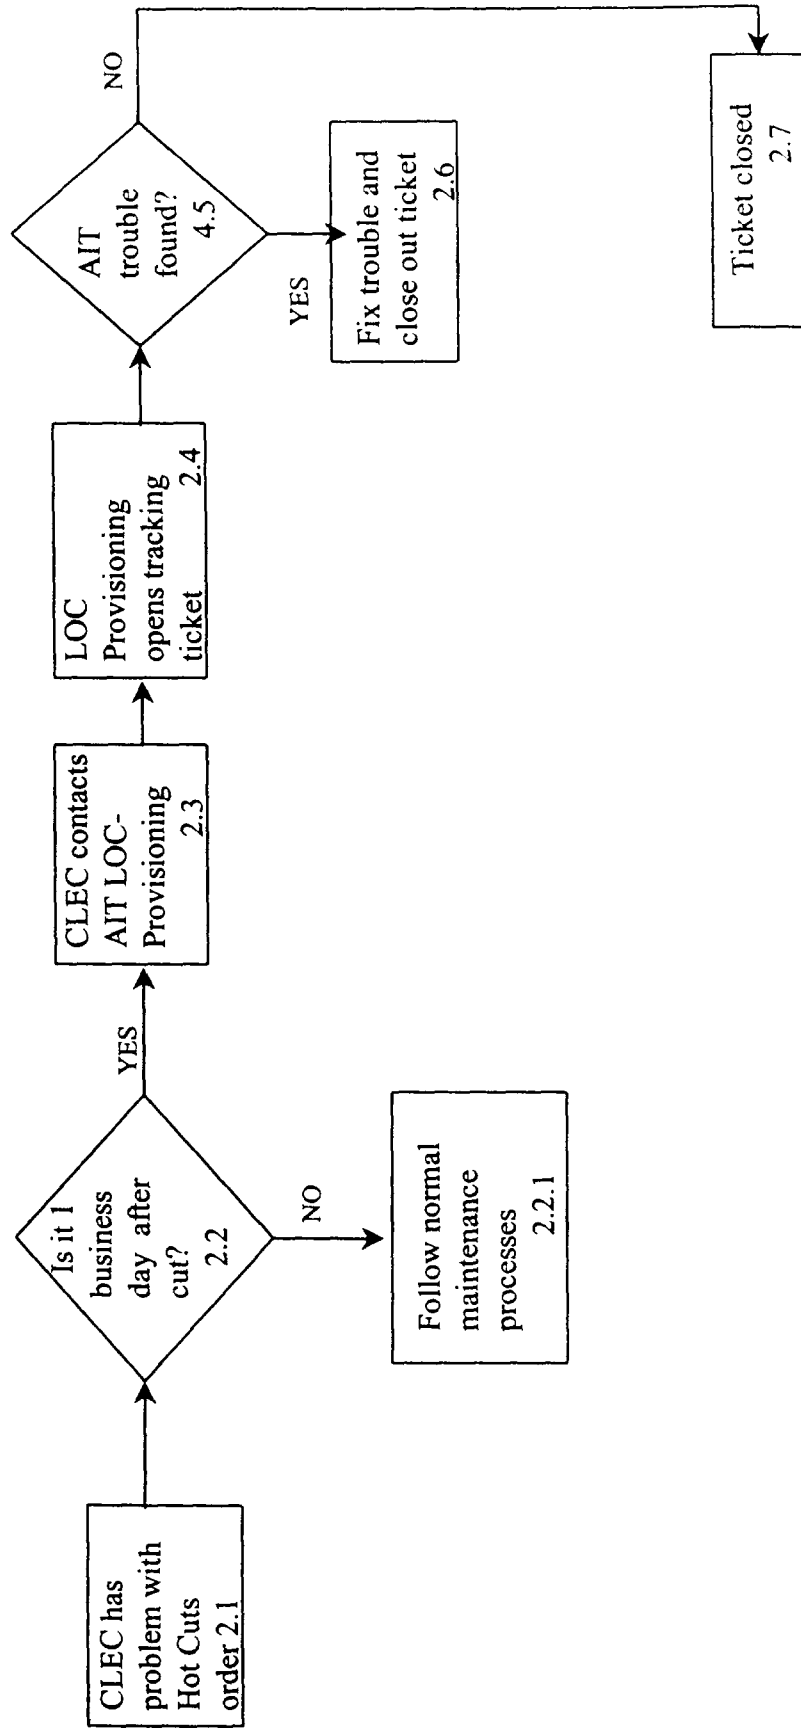 CLEC has
problem with
Hot Cuts
order 2.1
Is it 1
business
day after
cut?
2.2
YES
NO
Follow normal
maintenance
processes
2.2.1
CLEC contacts
AIT LOC-
Provisioning
2.3
LOC
Provisioning
opens tracking
ticket 2.4
AIT
trouble
found?
4.5
YES
NO
Fix trouble and
close out ticket
2.6
Ticket closed
2.7